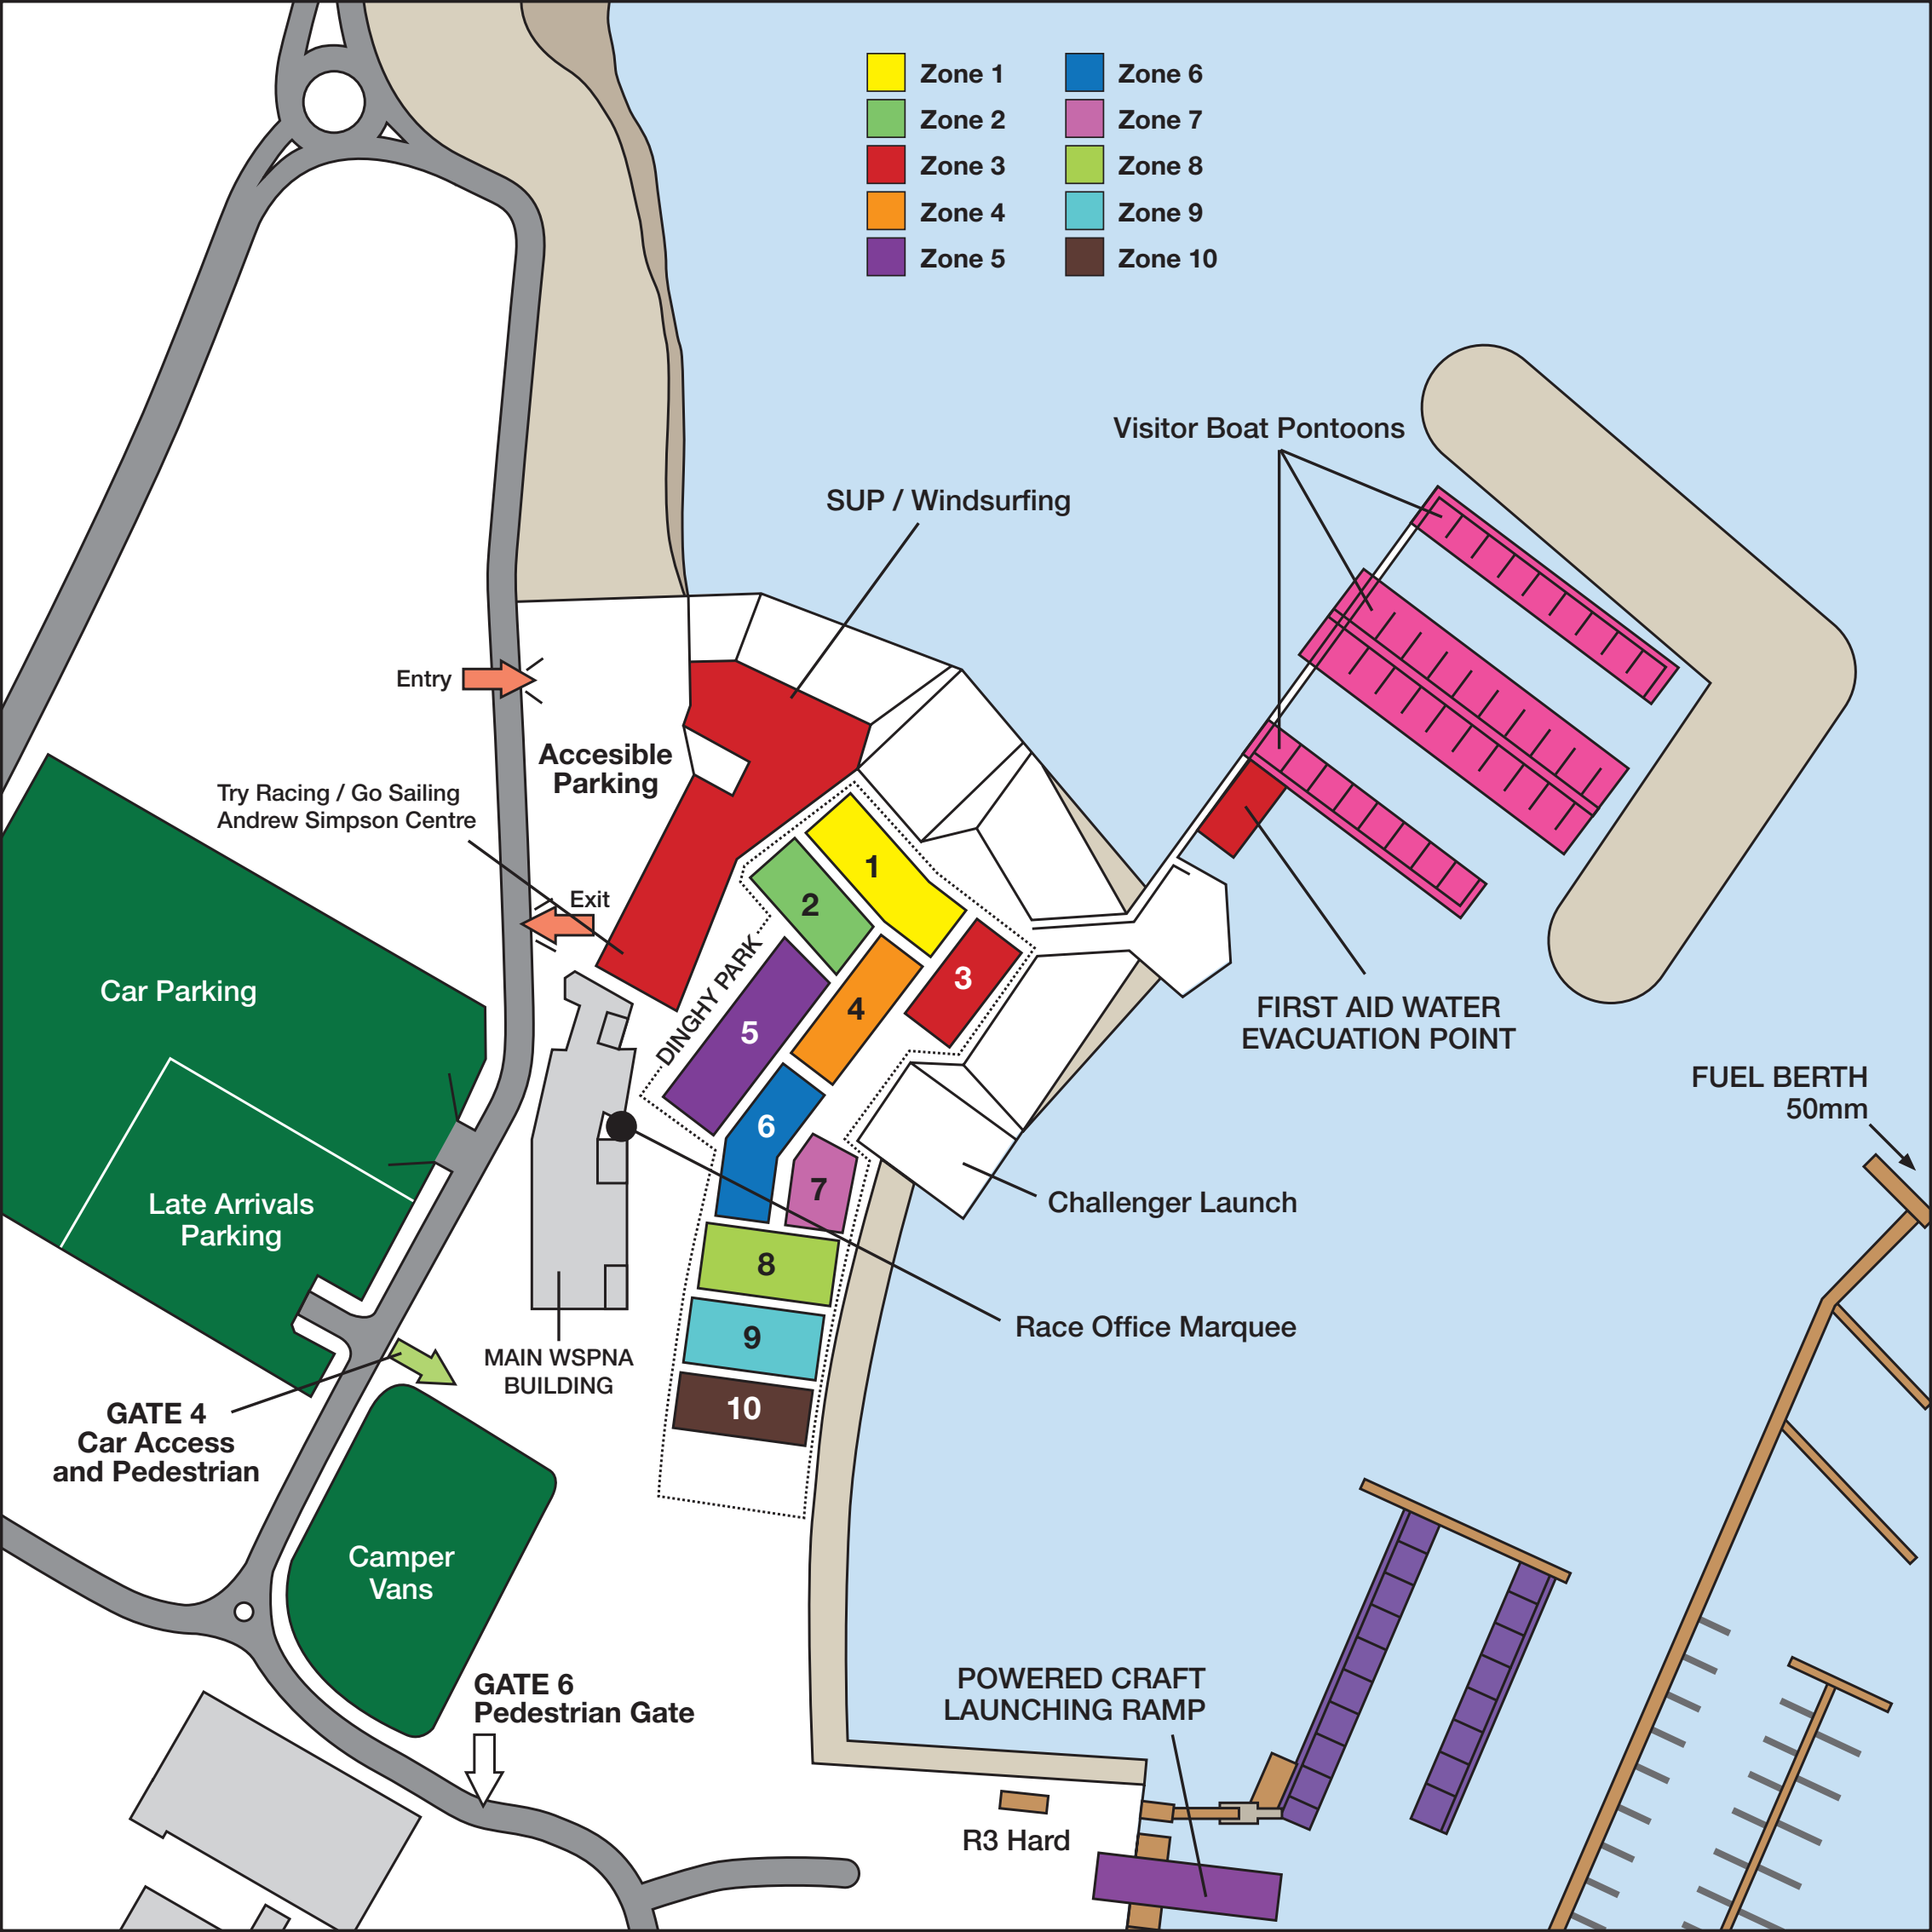 Zone 1
Zone 2
Zone 3
Zone 4
Zone 5
Zone 6
Zone 7
Zone 8
Zone 9
Zone 10
Visitor Boat Pontoons
SUP / Windsurfing
Entry
Accesible
Parking
Try Racing / Go Sailing
Andrew Simpson Centre
Exit
1
2
3
4
5
6
7
8
9
10
DINGHY PARK
Car Parking
Late Arrivals
Parking
FIRST AID WATER
EVACUATION POINT
FUEL BERTH
50mm
Challenger Launch
Race Office Marquee
MAIN WSPNA
BUILDING
GATE 4
Car Access
and Pedestrian
Camper
Vans
GATE 6
Pedestrian Gate
POWERED CRAFT
LAUNCHING RAMP
R3 Hard